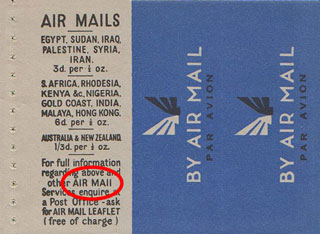 AIR MAILS
EGYPT, SUDAN, IRAQ,
PALESTINE, SYRIA,
IRAN.
3d. per ½ oz.
S. AFRICA, RHODESIA,
KENYA &c, NIGERIA,
GOLD COAST, INDIA,
MALAYA, HONG KONG.
6d. per ½ oz.
AUSTRALIA & NEW ZEALAND.
1/3d. per ½ oz.
For full information
regarding above and
other AIR MAIl
Services enquire at
a Post Office - ask
for AIR MAIL LEAFLET
(free of charge)
BY AIR MAIL
PAR AVION
BY AIR MAIL
PAR AVION